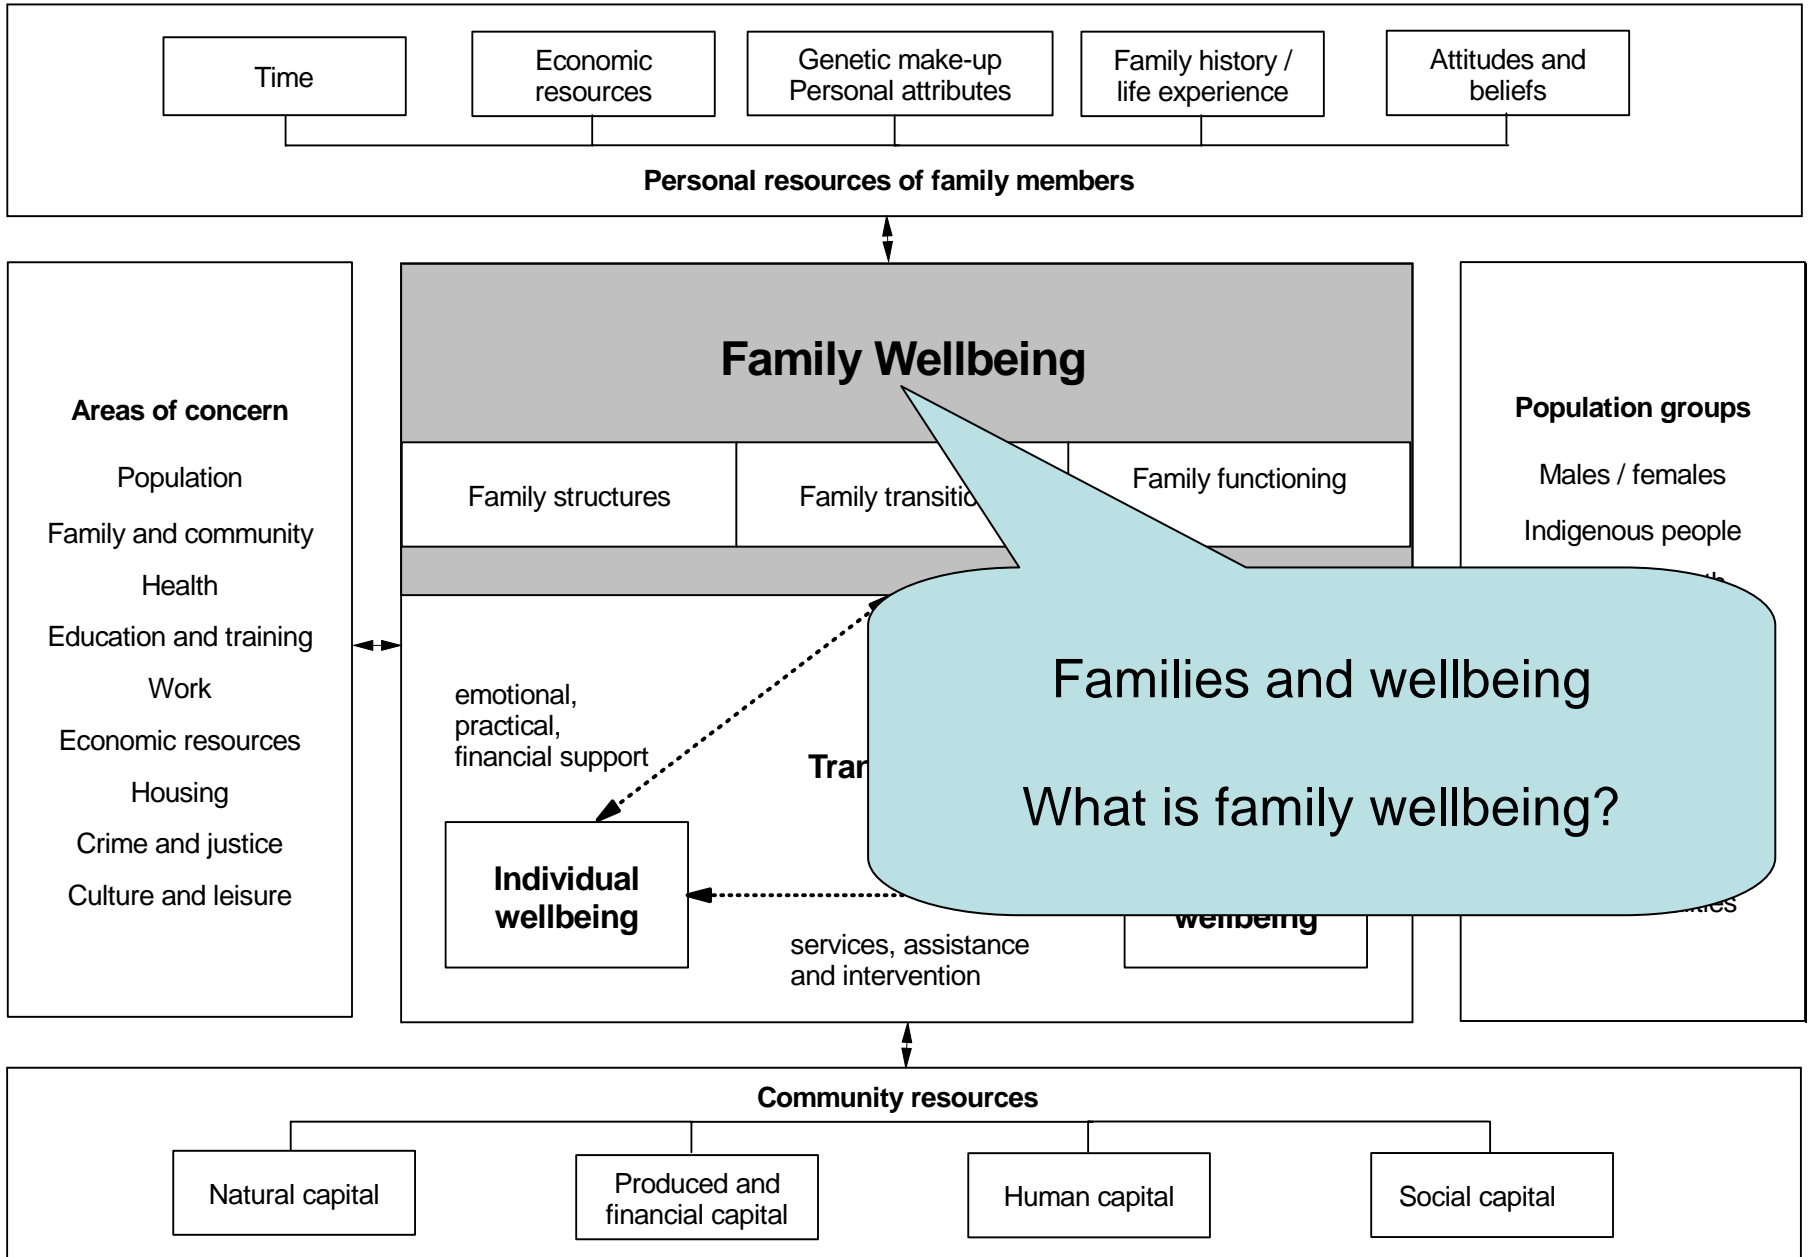 Time
Economic
resources
Genetic make-up
Personal attributes
Family history /
life experience
Attitudes and
beliefs
Personal resources of family members
Areas of concern
Population
Family and community
Health
Education and training
Work
Economic resources
Housing
Crime and justice
Culture and leisure
Family Wellbeing
Family structures
Family functioning
emotional,
practical,
financial support
Individual
wellbeing
wellbeing
services, assistance
and intervention
Families and wellbeing
What is family wellbeing?
Population groups
Males / females
Indigenous people
Community resources
Natural capital
Produced and
financial capital
Human capital
Social capital